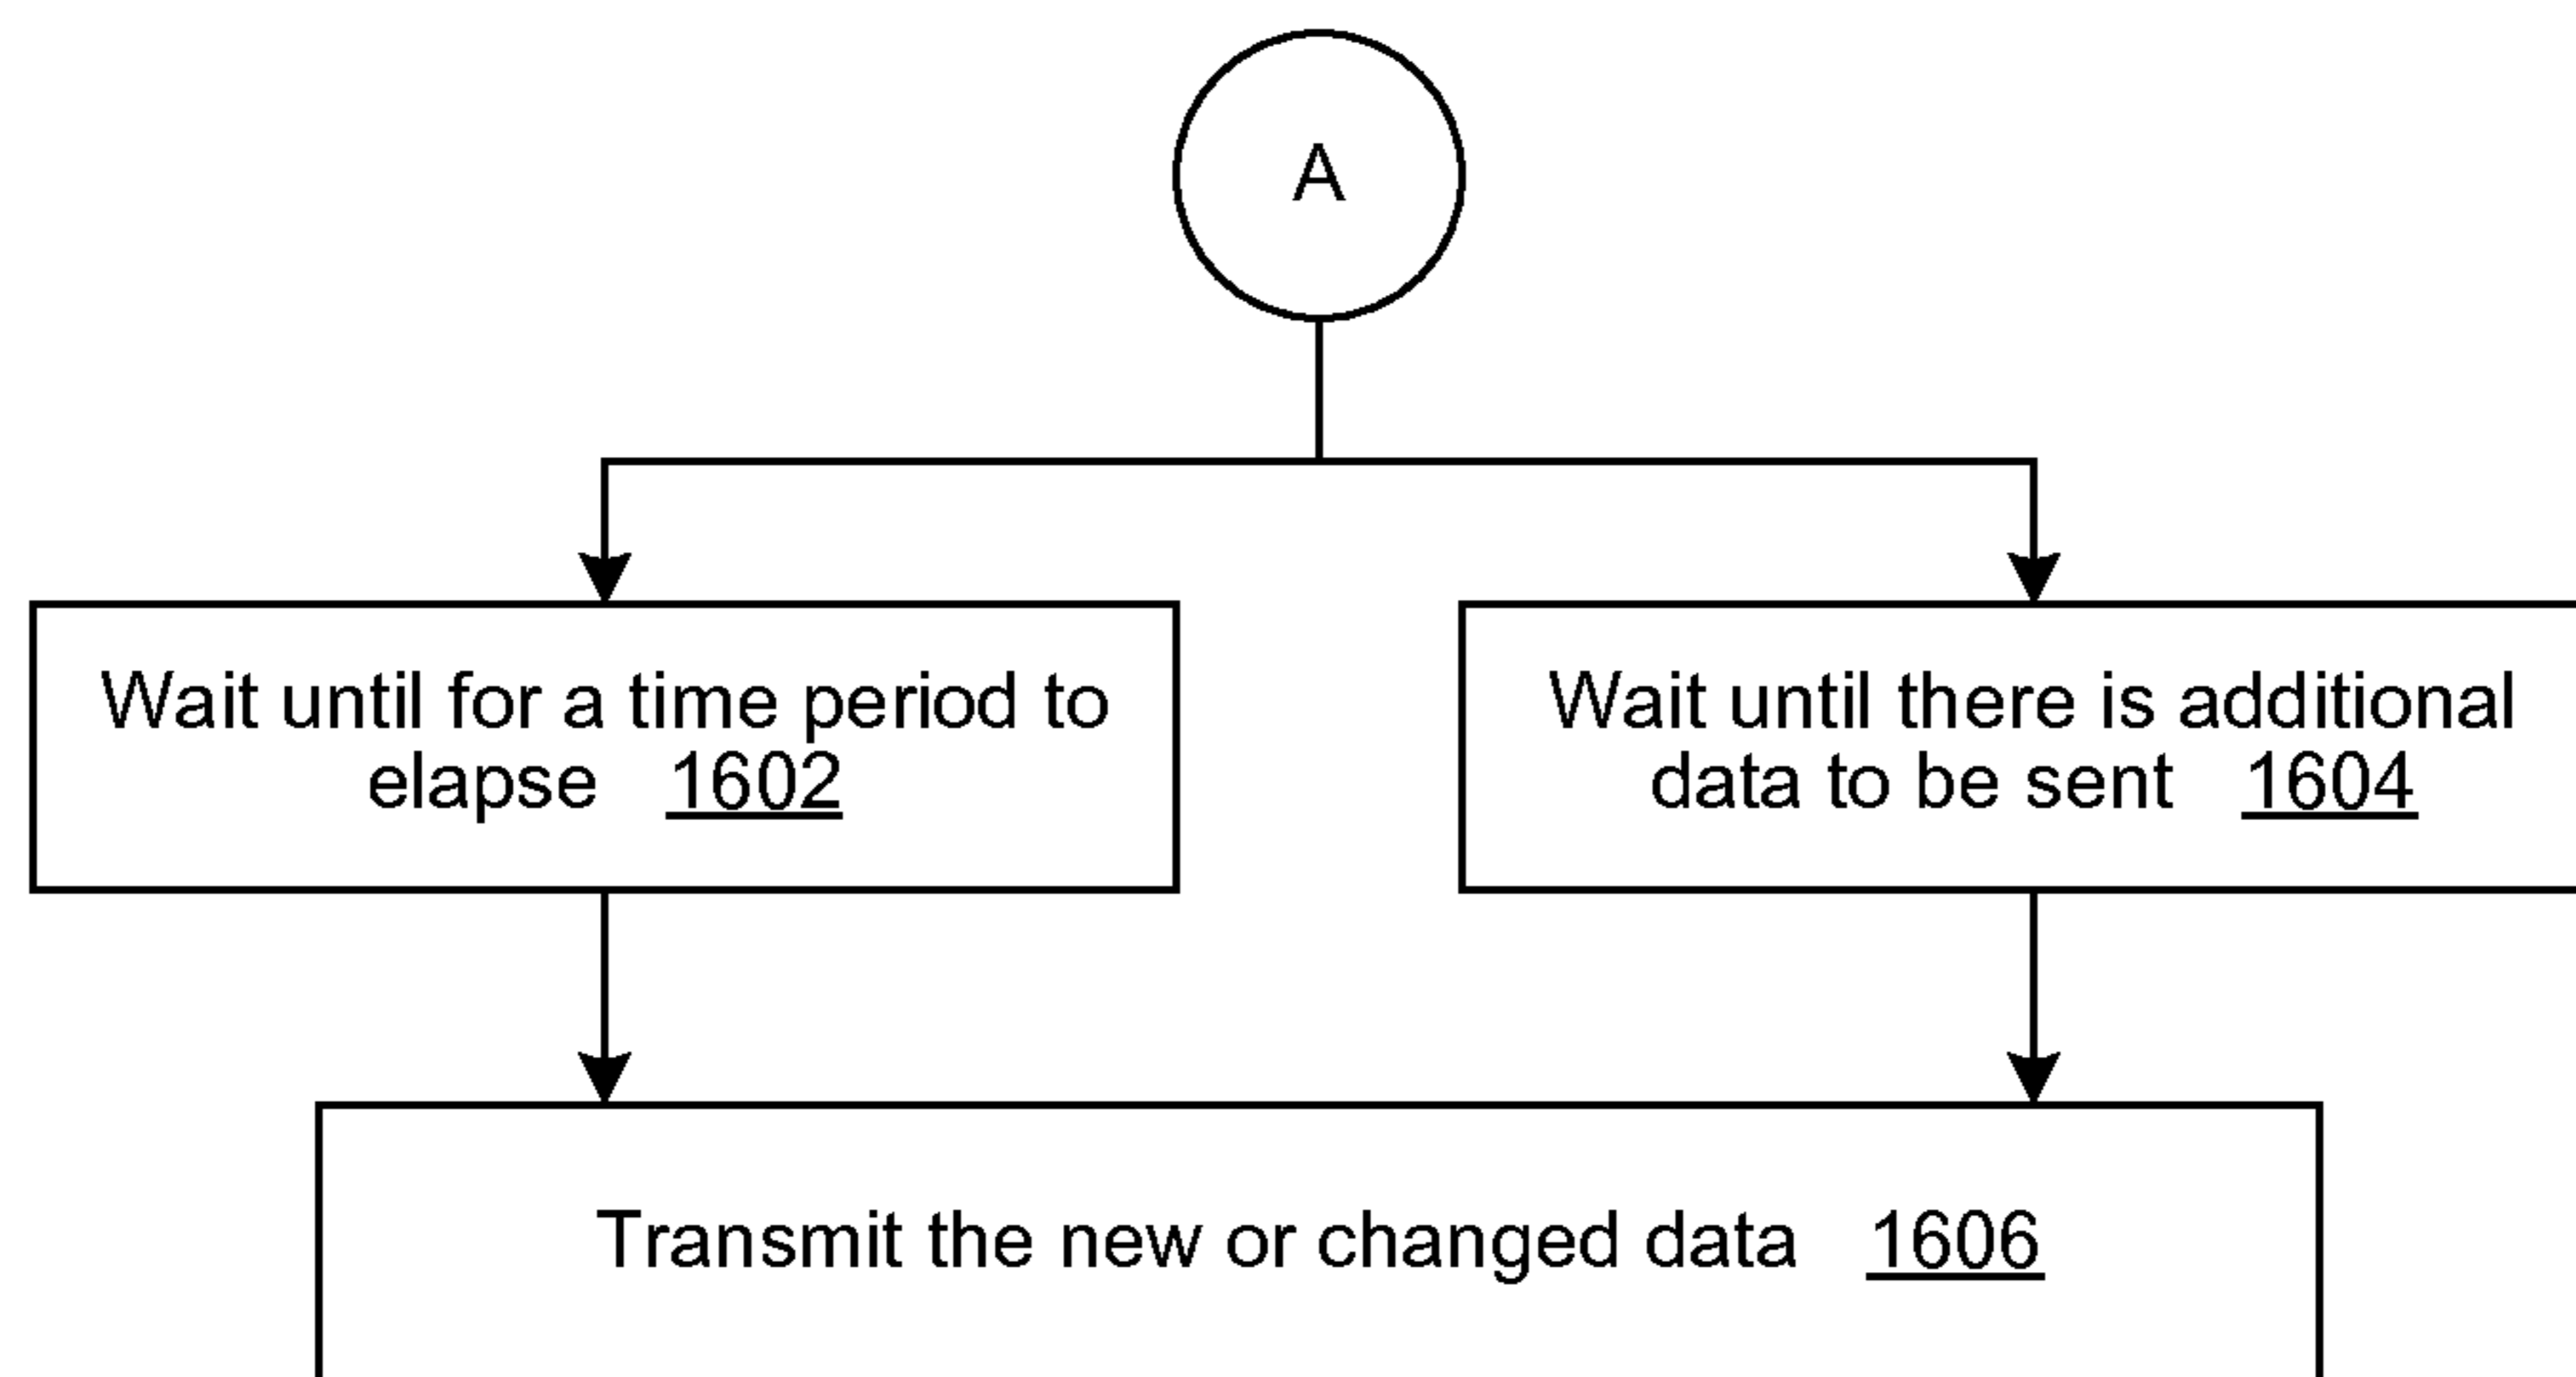 A
Wait until for a time period to
elapse 1602
Wait until there is additional
data to be sent 1604
Transmit the new or changed data 1606